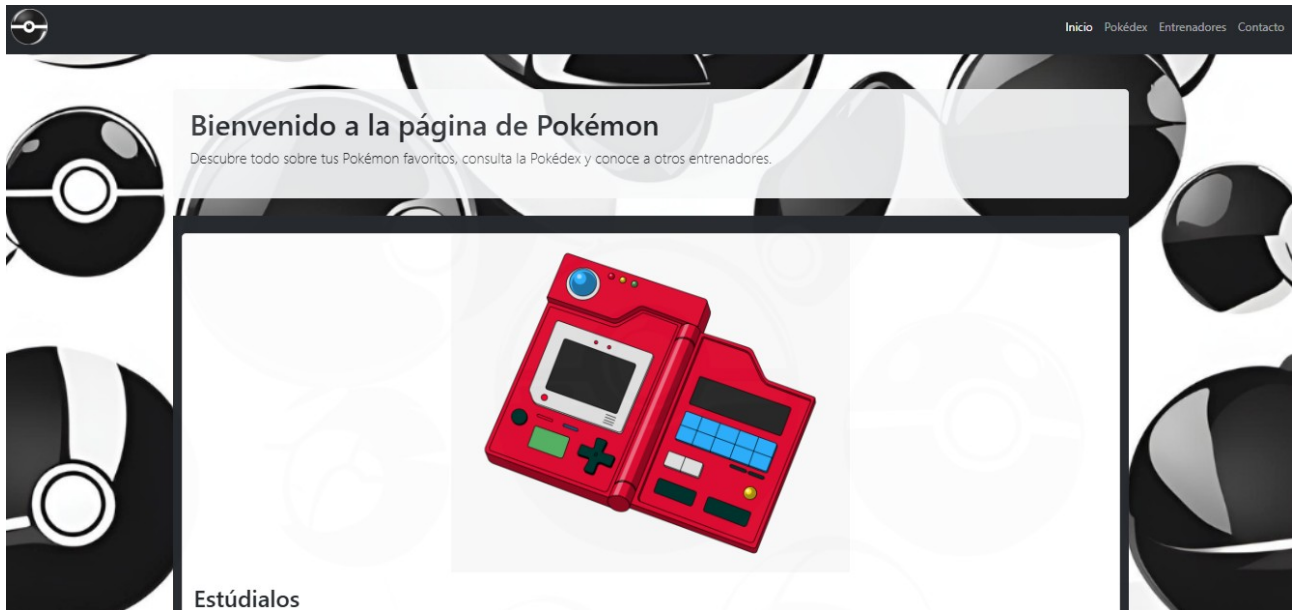 Inicio Pokédex Entrenadores Contacto
Bienvenido a la página de Pokémon
Descubre todo sobre tus Pokémon favoritos, consulta la Pokédex y conoce a otros entrenadores.
Estúdialos